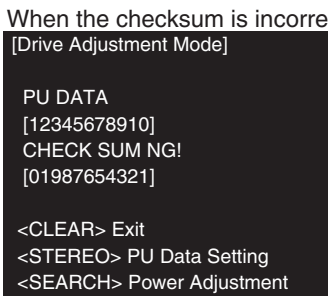 When the checksum is incorre
[Drive Adjustment Mode]
PU DATA
[12345678910]
CHECK SUM NG!
[01987654321]
<CLEAR> Exit
<STEREO> PU Data Setting
<SEARCH> Power Adjustment